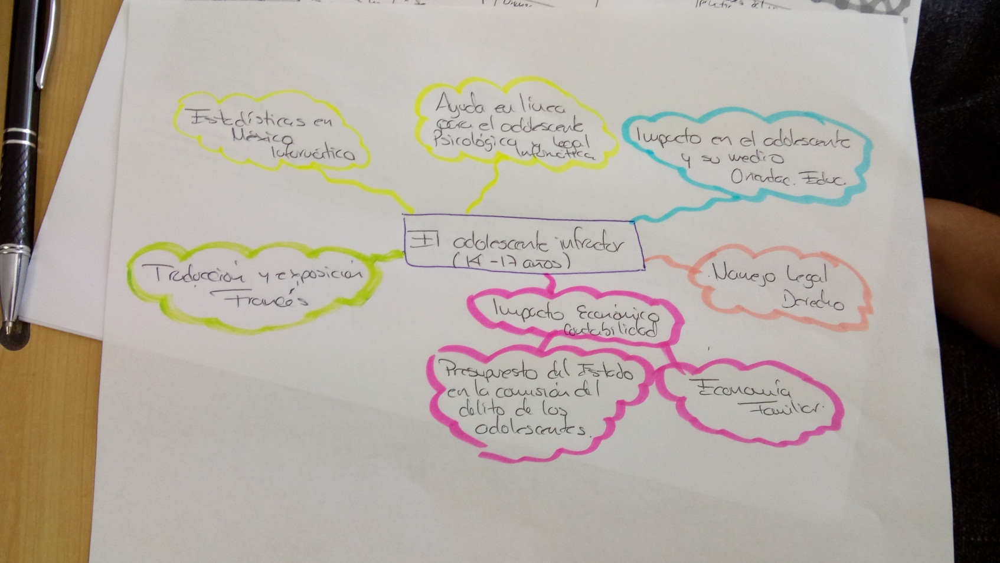 Estadísticas en
México
Informático
Ayuda en línea
para el adolescente
Psicológica y legal
Informática
Impacto en el adolescente
y su medio
Orientac. Educ.
El adolescente infractor
(14-17 años)
Traducción y exposición
Francés
Manejo Legal
Derecho
Impacto Económico
Contabilidad
Presupuesto del Estado
en la comisión del
delito de los
adolescentes.
Economía
Familiar.